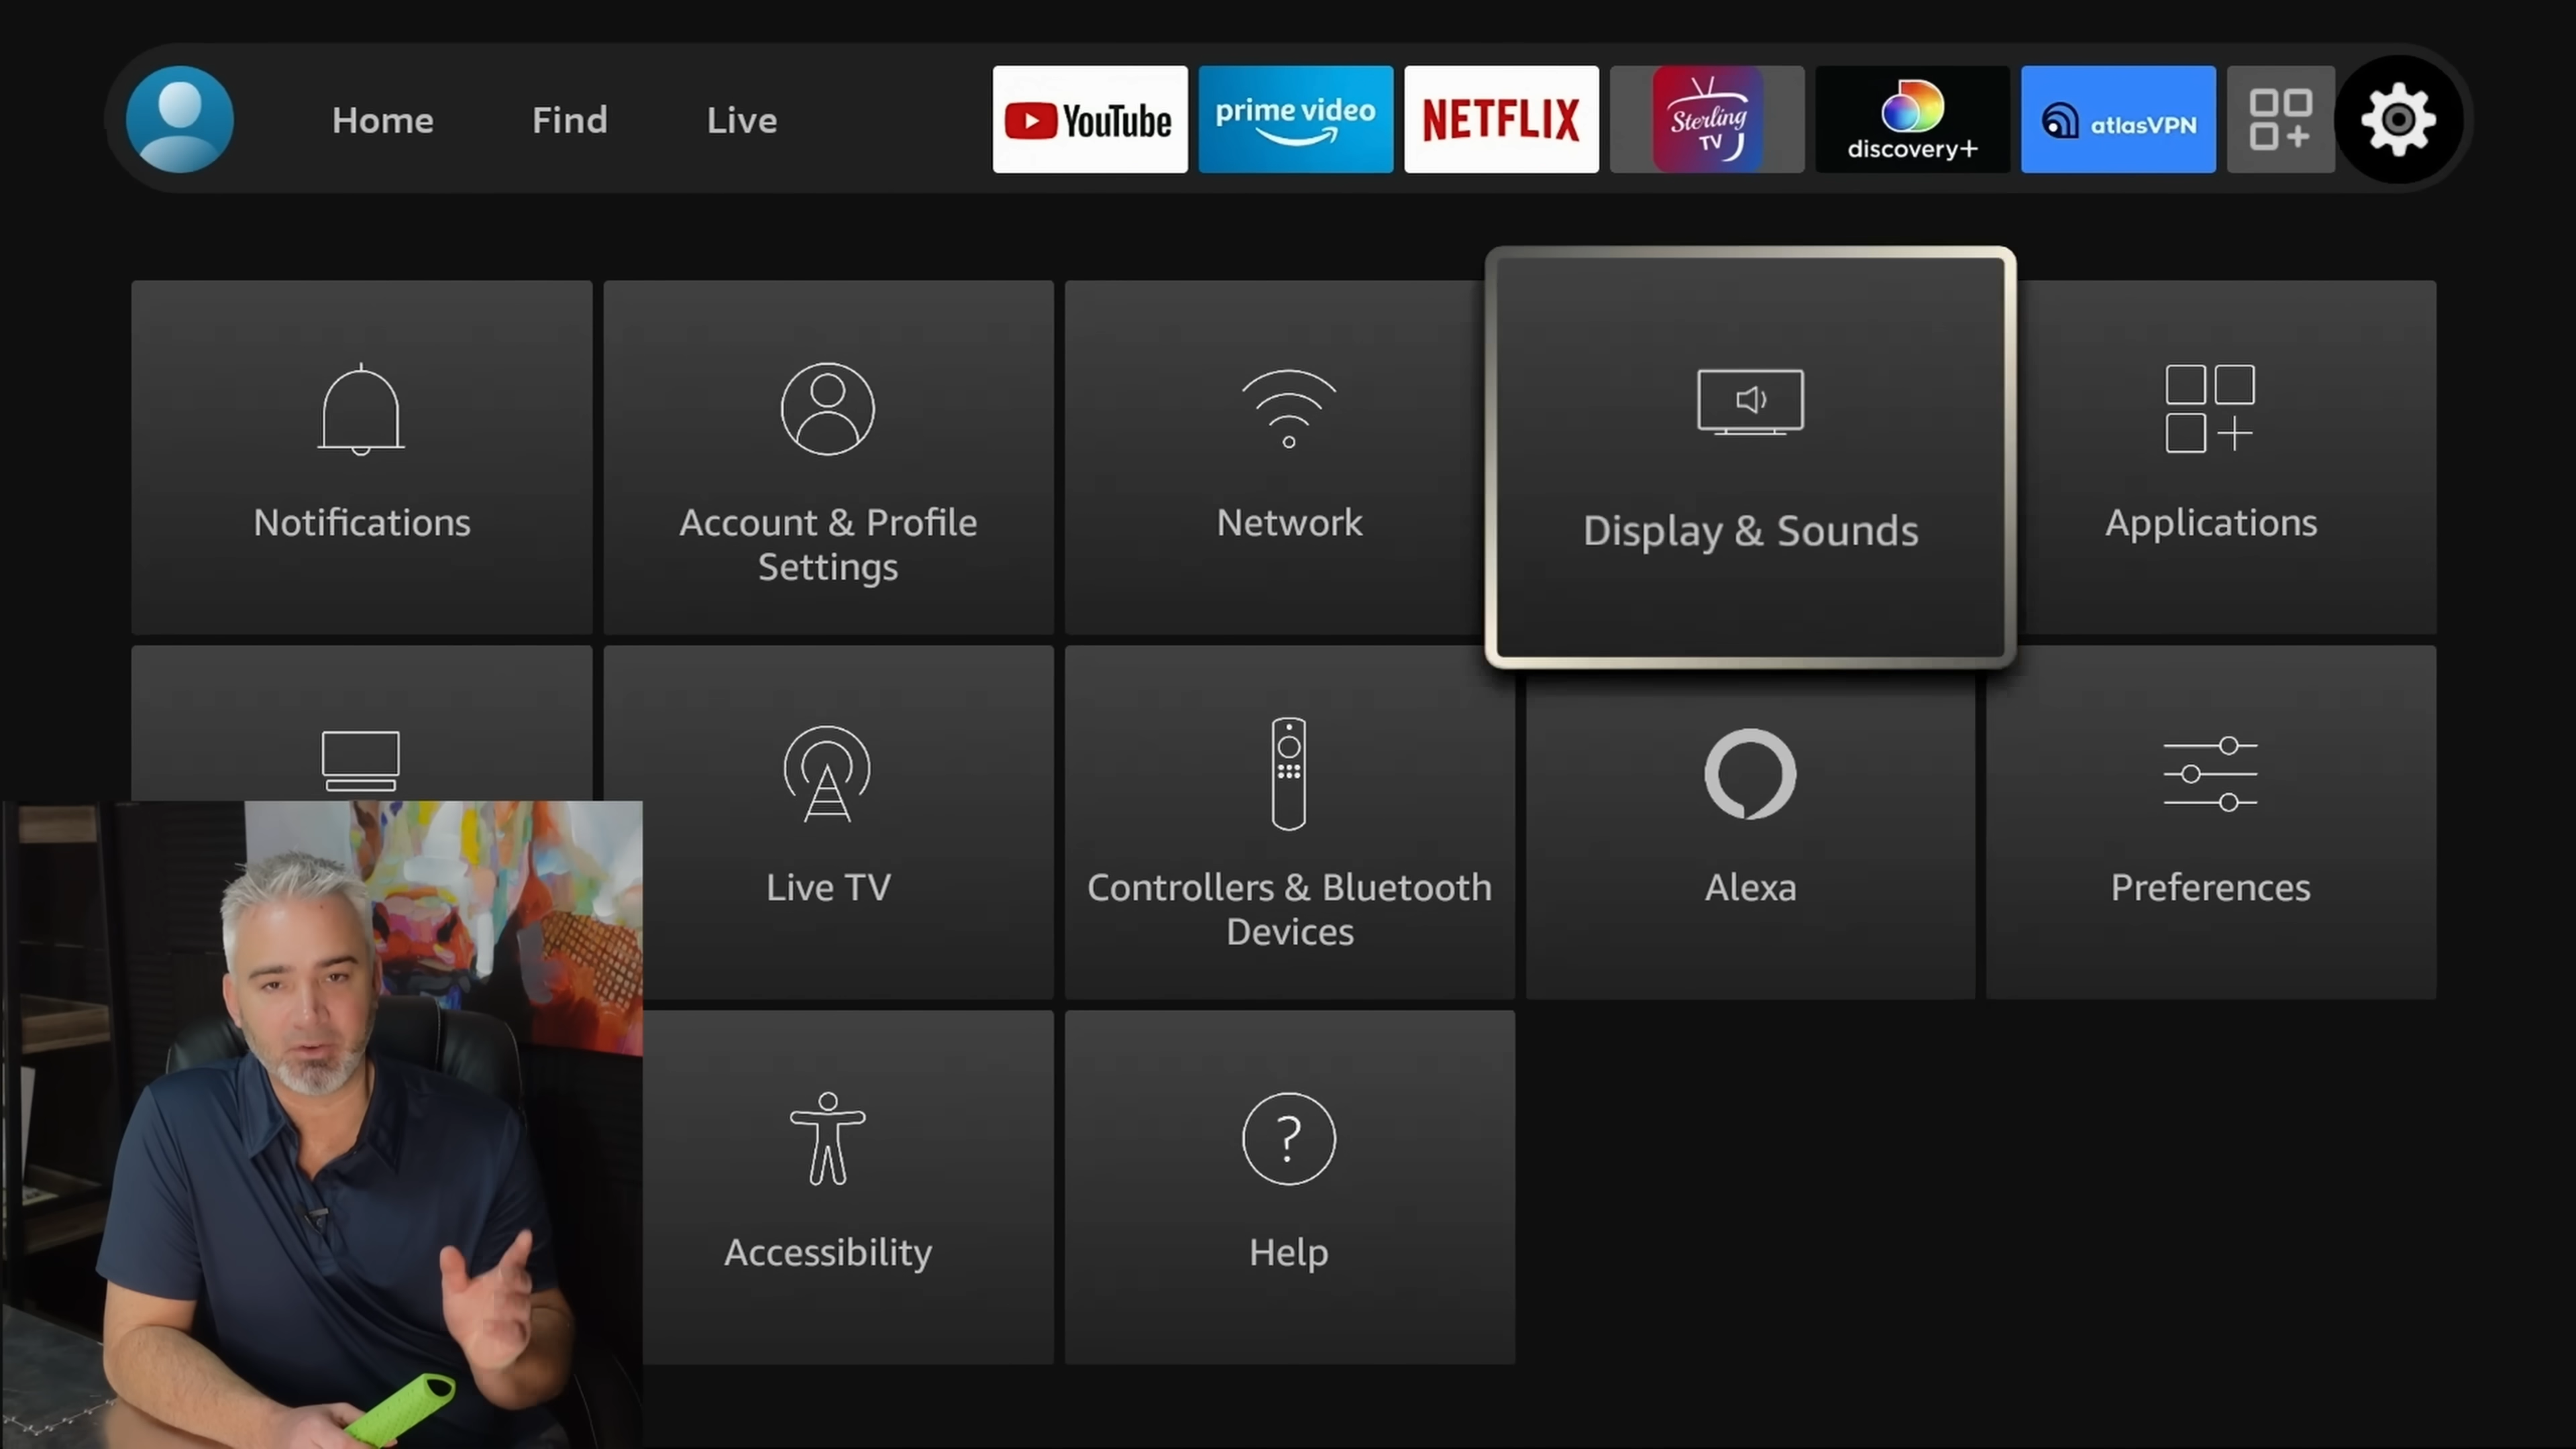 Home
Find
Live
YouTube
prime video
NETFLIX
Sterling
TV
discovery+
atlasVPN
Notifications
Account & Profile
Settings
Network
Display & Sounds
Applications
Live TV
Controllers & Bluetooth
Devices
Alexa
Preferences
Accessibility
?
Help